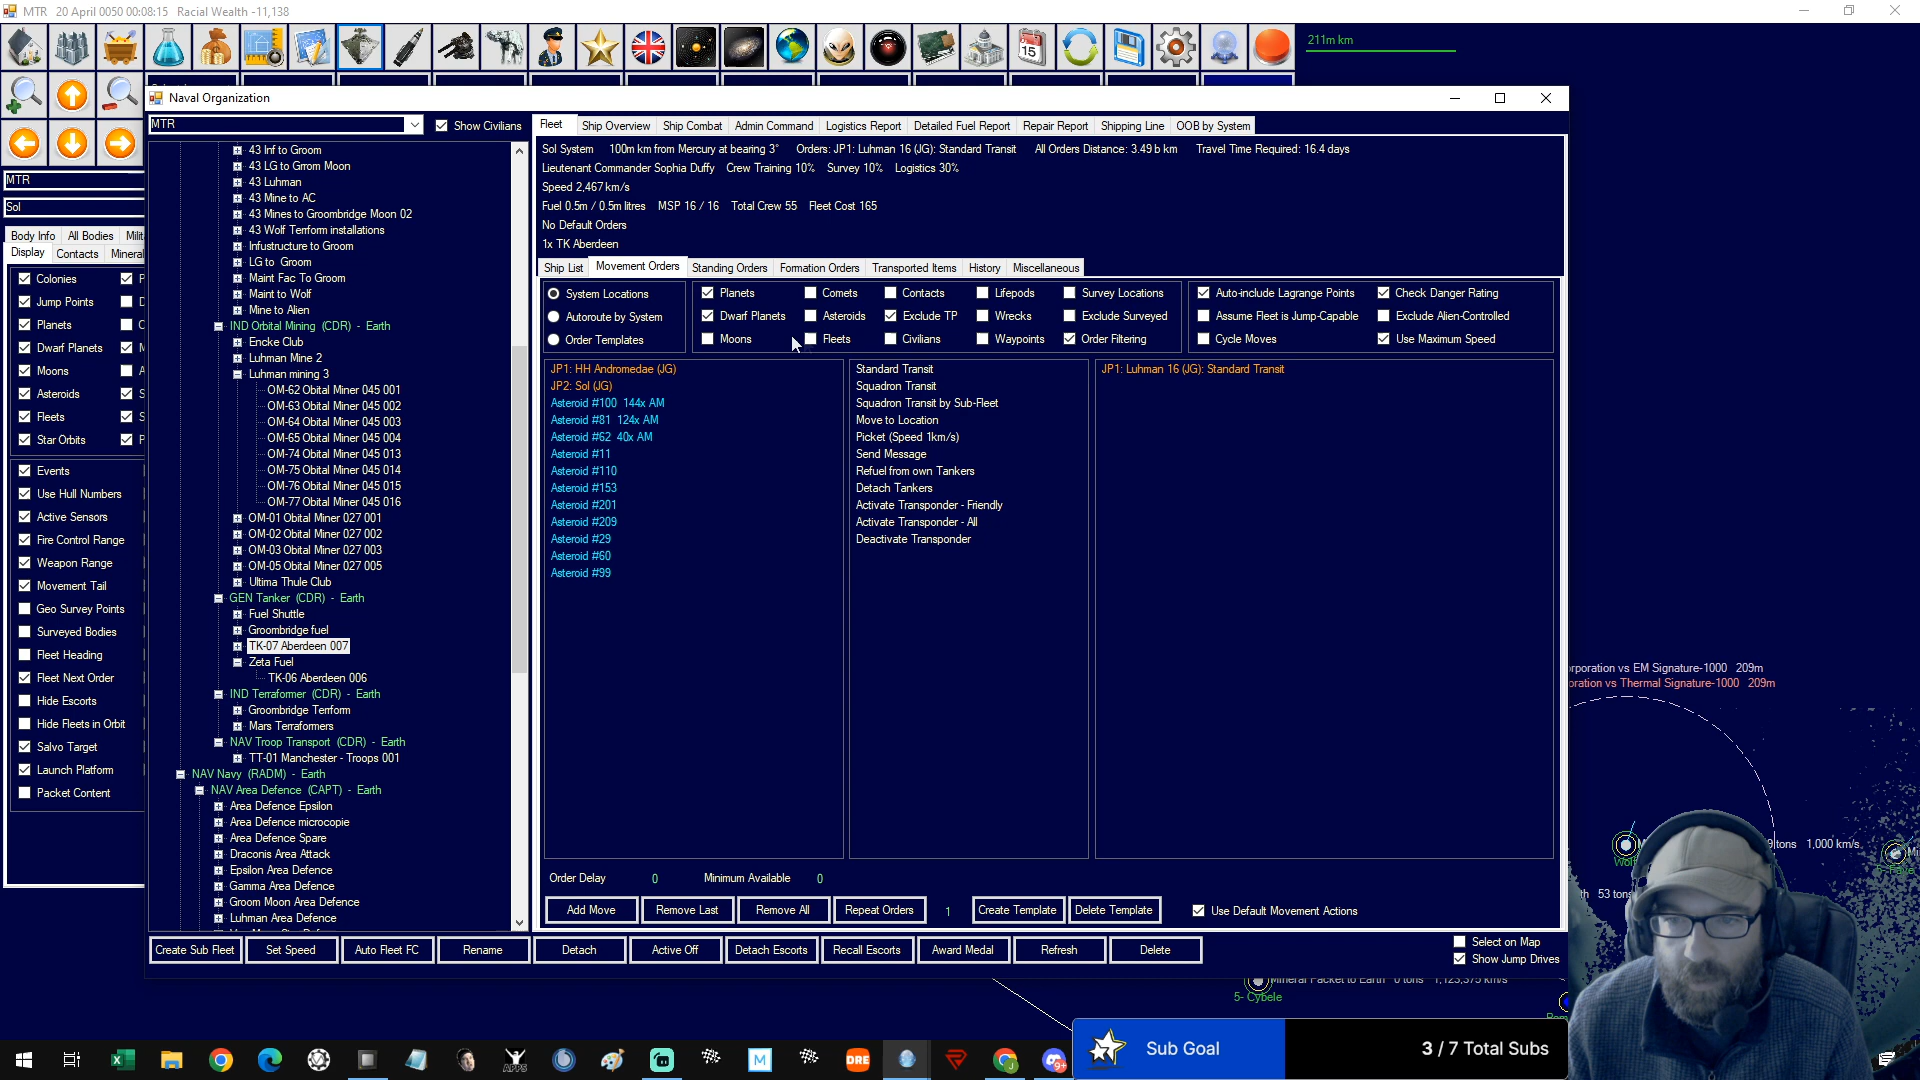 MTR 20 April 0050 00:08:15 Racial Wealth -11,138
211m km
Naval Organization
MTR
Show Civilians
Fleet
Ship Overview
Ship Combat
Admin Command
Logistics Report
Detailed Fuel Report
Repair Report
Shipping Line
OOB by System
MTR
Sol
Body Info
All Bodies
Display
Contacts
Colonies
Jump Points
Planets
Dwarf Planets
Moons
Asteroids
Fleets
Star Orbits
Events
Use Hull Numbers
Active Sensors
Fire Control Range
Weapon Range
Movement Tail
Geo Survey Points
Surveyed Bodies
Fleet Heading
Fleet Next Order
Hide Escorts
Hide Fleets in Orbit
Salvo Target
Launch Platform
Packet Content
43 Inf to Groom
43 LG to Grrom Moon
43 Luhman
43 Mine to AC
43 Mines to Groombridge Moon 02
43 Wolf Terrform installations
Infustructure to Groom
LG to Groom
Maint Fac To Groom
Maint to Wolf
Mine to Alien
IND Orbital Mining (CDR) - Earth
Encke Club
Luhman Mine 2
Luhman mining 3
OM-62 Obital Miner 045 001
OM-63 Obital Miner 045 002
OM-64 Obital Miner 045 003
OM-65 Obital Miner 045 004
OM-74 Obital Miner 045 013
OM-75 Obital Miner 045 014
OM-76 Obital Miner 045 015
OM-77 Obital Miner 045 016
OM-01 Obital Miner 027 001
OM-02 Obital Miner 027 002
OM-03 Obital Miner 027 003
OM-05 Obital Miner 027 005
Ultima Thule Club
GEN Tanker (CDR) - Earth
Fuel Shuttle
Groombridge fuel
TK-07 Aberdeen 007
Zeta Fuel
TK-06 Aberdeen 006
IND Terraformer (CDR) - Earth
Groombridge Terrform
Mars Terraformers
NAV Troop Transport (CDR) - Earth
TT-01 Manchester - Troops 001
NAV Navy (RADM) - Earth
NAV Area Defence (CAPT) - Earth
Area Defence Epsilon
Area Defence microcopie
Area Defence Spare
Draconis Area Attack
Epsilon Area Defence
Gamma Area Defence
Groom Moon Area Defence
Luhman Area Defence
Sol System 100m km from Mercury at bearing 3° Orders: JP1: Luhman 16 (JG): Standard Transit All Orders Distance: 3.49 b km Travel Time Required: 16.4 days
Lieutenant Commander Sophia Duffy Crew Training 10% Survey 10% Logistics 30%
Speed 2,467 km/s
Fuel 0.5m / 0.5m litres MSP 16 / 16 Total Crew 55 Fleet Cost 165
No Default Orders
1x TK Aberdeen
Ship List
Movement Orders
Standing Orders
Formation Orders
Transported Items
History
Miscellaneous
System Locations
Autoroute by System
Order Templates
Planets
Comets
Contacts
Lifepods
Survey Locations
Dwarf Planets
Asteroids
Exclude TP
Wrecks
Exclude Surveyed
Moons
Fleets
Civilians
Waypoints
Order Filtering
Auto-include Lagrange Points
Check Danger Rating
Assume Fleet is Jump-Capable
Exclude Alien-Controlled
Cycle Moves
Use Maximum Speed
JP1: HH Andromedae (JG)
JP2: Sol (JG)
Asteroid #100 144x AM
Asteroid #81 124x AM
Asteroid #62 40x AM
Asteroid #11
Asteroid #110
Asteroid #153
Asteroid #201
Asteroid #209
Asteroid #29
Asteroid #60
Asteroid #99
Standard Transit
Squadron Transit
Squadron Transit by Sub-Fleet
Move to Location
Picket (Speed 1km/s)
Send Message
Refuel from own Tankers
Detach Tankers
Activate Transponder - Friendly
Activate Transponder - All
Deactivate Transponder
JP1: Luhman 16 (JG): Standard Transit
Order Delay 0 Minimum Available 0
Add Move
Remove Last
Remove All
Repeat Orders
1
Create Template
Delete Template
Use Default Movement Actions
Create Sub Fleet
Set Speed
Auto Fleet FC
Rename
Detach
Active Off
Detach Escorts
Recall Escorts
Award Medal
Refresh
Delete
Select on Map
Show Jump Drives
vs EM Signature-1000 209m
vs Thermal Signature-1000 209m
tons 1,000 km/s
53 tons
5- Cybele
Sub Goal
3 / 7 Total Subs